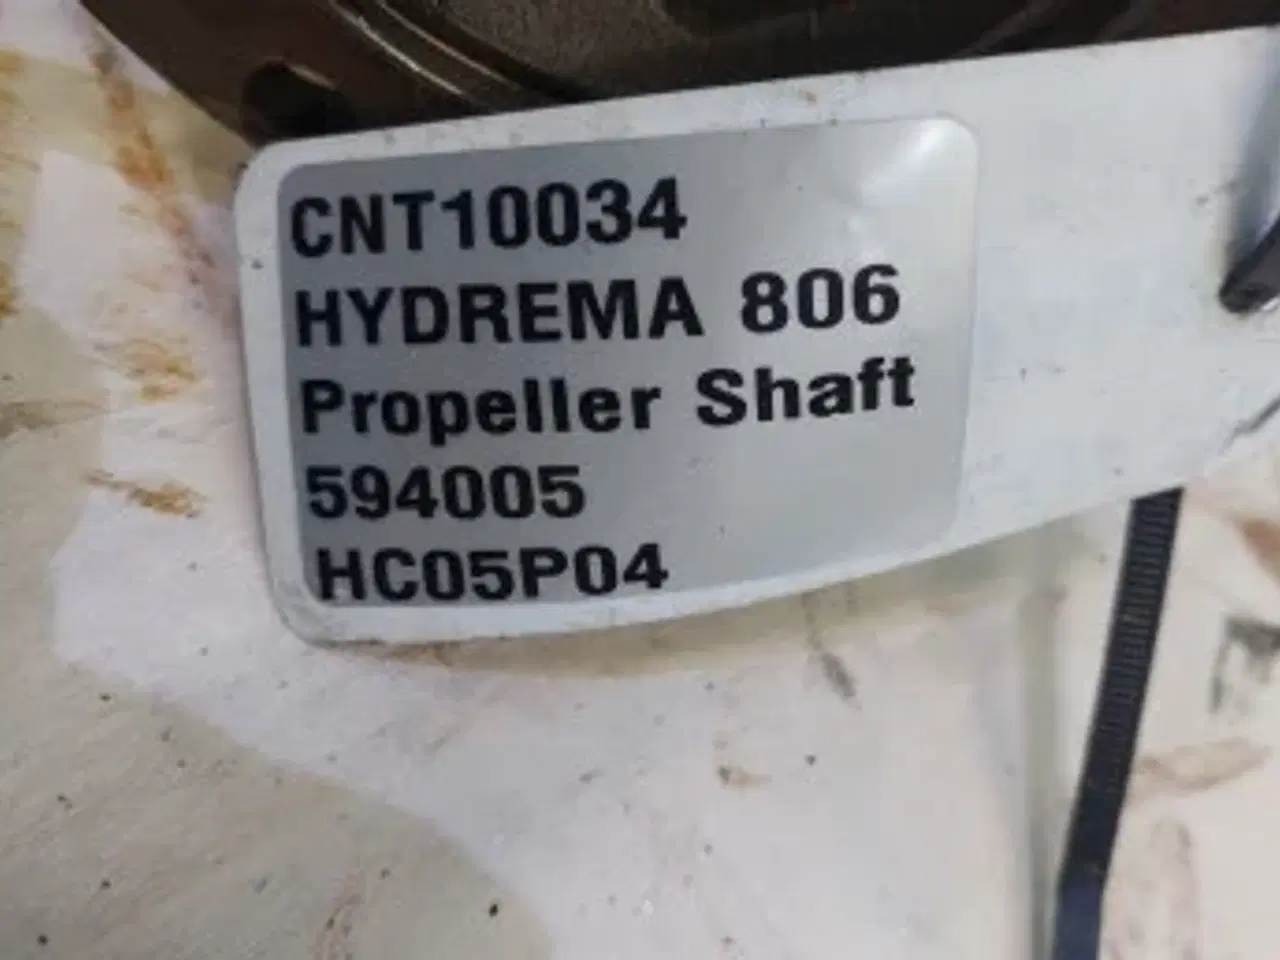 CNT10034
HYDREMA 806
Propeller Shaft
594005
HC05P04